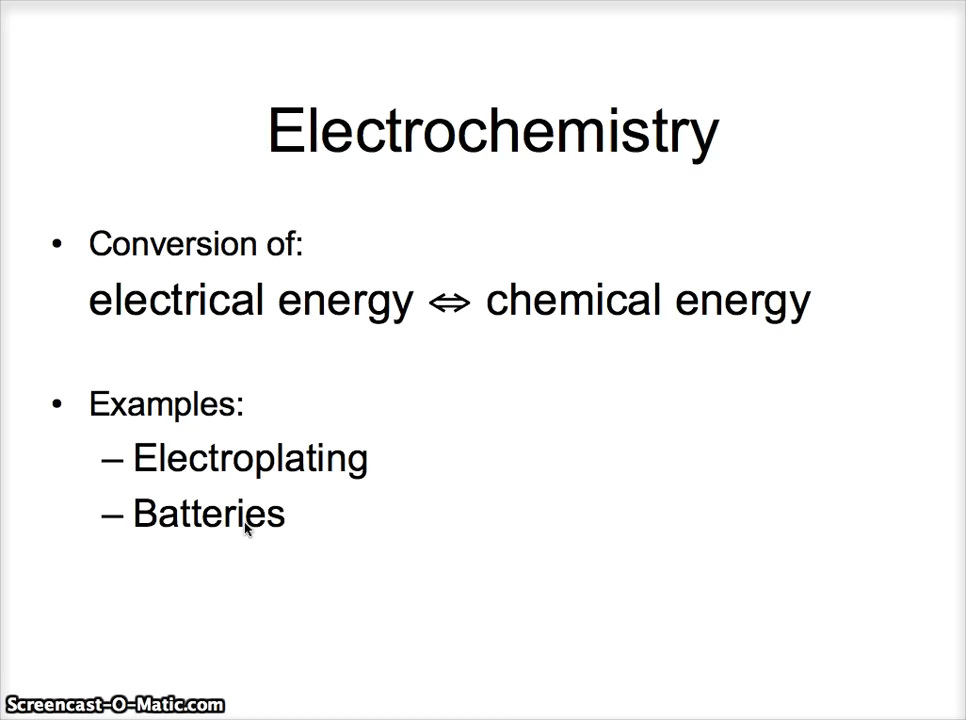 Electrochemistry
• Conversion of:
electrical energy ⇔ chemical energy
• Examples:
– Electroplating
– Batteries
Screencast-O-Matic.com